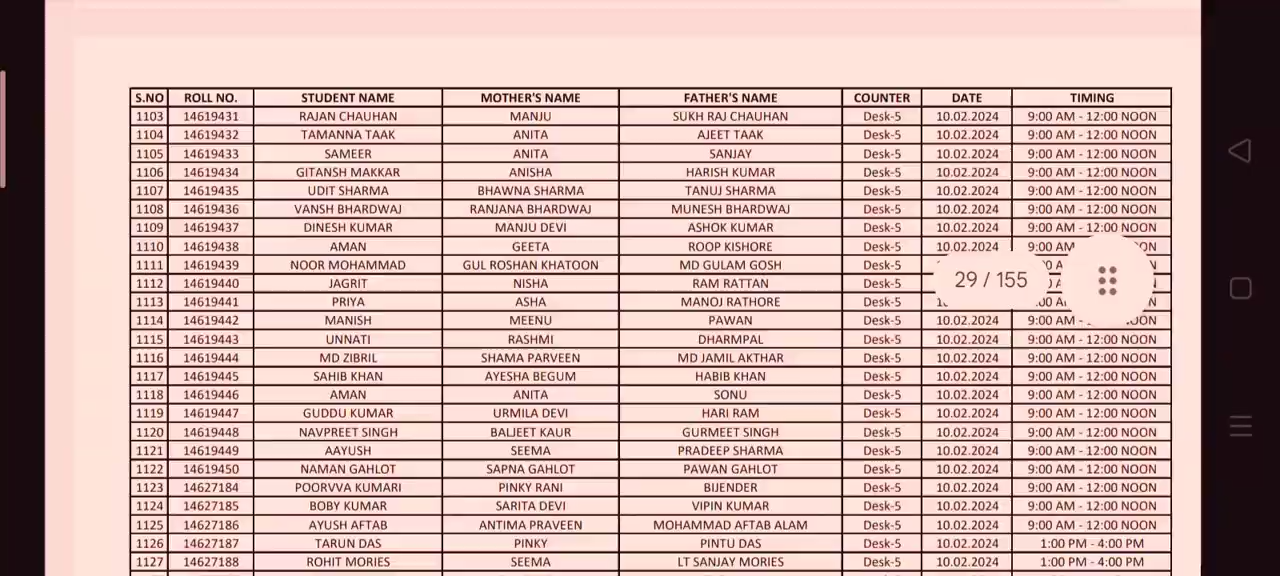 S.NO ROLL NO. STUDENT NAME MOTHER'S NAME FATHER'S NAME COUNTER DATE TIMING
1103 14619431 RAJAN CHAUHAN MANJU SUKH RAJ CHAUHAN Desk-5 10.02.2024 9:00 AM - 12:00 NOON
1104 14619432 TAMANNA TAAK ANITA AJEET TAAK Desk-5 10.02.2024 9:00 AM - 12:00 NOON
1105 14619433 SAMEER ANITA SANJAY Desk-5 10.02.2024 9:00 AM - 12:00 NOON
1106 14619434 GITANSH MAKKAR ANISHA HARISH KUMAR Desk-5 10.02.2024 9:00 AM - 12:00 NOON
1107 14619435 UDIT SHARMA BHAWNA SHARMA TANUJ SHARMA Desk-5 10.02.2024 9:00 AM - 12:00 NOON
1108 14619436 VANSH BHARDWAJ RANJANA BHARDWAJ MUNESH BHARDWAJ Desk-5 10.02.2024 9:00 AM - 12:00 NOON
1109 14619437 DINESH KUMAR MANJU DEVI ASHOK KUMAR Desk-5 10.02.2024 9:00 AM - 12:00 NOON
1110 14619438 AMAN GEETA ROOP KISHORE Desk-5 10.02.2024 9:00 AM NOON
1111 14619439 NOOR MOHAMMAD GUL ROSHAN KHATOON MD GULAM GOSH Desk-5
1112 14619440 JAGRIT NISHA RAM RATTAN Desk-5
29 / 155
1113 14619441 PRIYA ASHA MANOJ RATHORE Desk-5
1114 14619442 MANISH MEENU PAWAN Desk-5 10.02.2024 9:00 AM - NOON
1115 14619443 UNNATI RASHMI DHARMPAL Desk-5 10.02.2024 9:00 AM - 12:00 NOON
1116 14619444 MD ZIBRIL SHAMA PARVEEN MD JAMIL AKTHAR Desk-5 10.02.2024 9:00 AM - 12:00 NOON
1117 14619445 SAHIB KHAN AYESHA BEGUM HABIB KHAN Desk-5 10.02.2024 9:00 AM - 12:00 NOON
1118 14619446 AMAN ANITA SONU Desk-5 10.02.2024 9:00 AM - 12:00 NOON
1119 14619447 GUDDU KUMAR URMILA DEVI HARI RAM Desk-5 10.02.2024 9:00 AM - 12:00 NOON
1120 14619448 NAVPREET SINGH BALJEET KAUR GURMEET SINGH Desk-5 10.02.2024 9:00 AM - 12:00 NOON
1121 14619449 AAYUSH SEEMA PRADEEP SHARMA Desk-5 10.02.2024 9:00 AM - 12:00 NOON
1122 14619450 NAMAN GAHLOT SAPNA GAHLOT PAWAN GAHLOT Desk-5 10.02.2024 9:00 AM - 12:00 NOON
1123 14627184 POORVVA KUMARI PINKY RANI BIJENDER Desk-5 10.02.2024 9:00 AM - 12:00 NOON
1124 14627185 BOBY KUMAR SARITA DEVI VIPIN KUMAR Desk-5 10.02.2024 9:00 AM - 12:00 NOON
1125 14627186 AYUSH AFTAB ANTIMA PRAVEEN MOHAMMAD AFTAB ALAM Desk-5 10.02.2024 9:00 AM - 12:00 NOON
1126 14627187 TARUN DAS PINKY PINTU DAS Desk-5 10.02.2024 1:00 PM - 4:00 PM
1127 14627188 ROHIT MORIES SEEMA LT SANJAY MORIES Desk-5 10.02.2024 1:00 PM - 4:00 PM